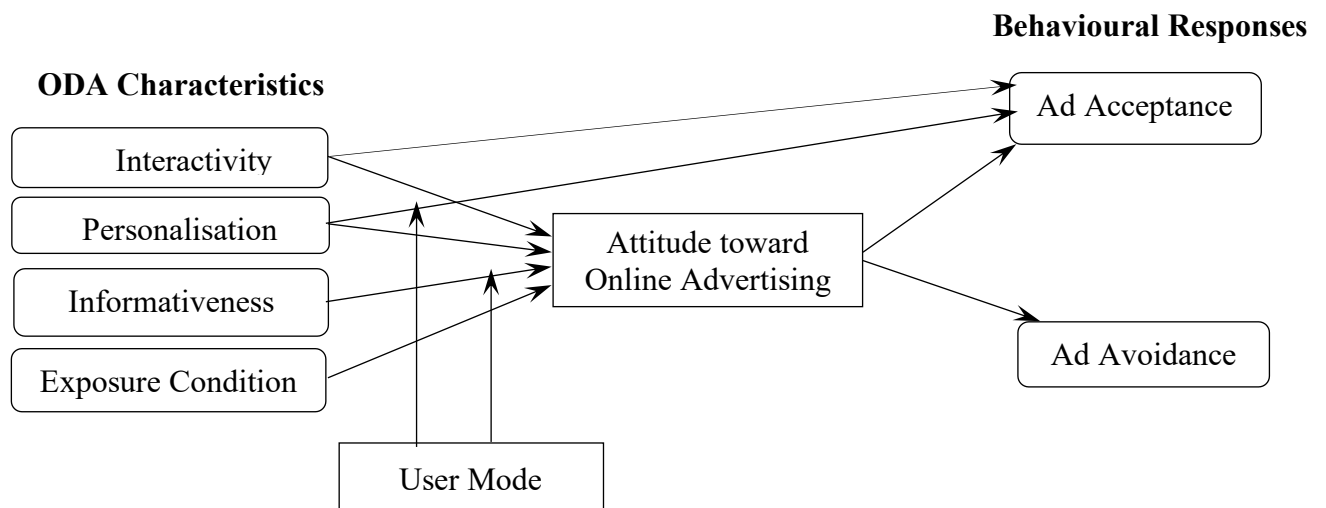 Behavioural Responses
ODA Characteristics
Ad Acceptance
Interactivity
Personalisation
Attitude toward
Online Advertising
Informativeness
Ad Avoidance
Exposure Condition
User Mode